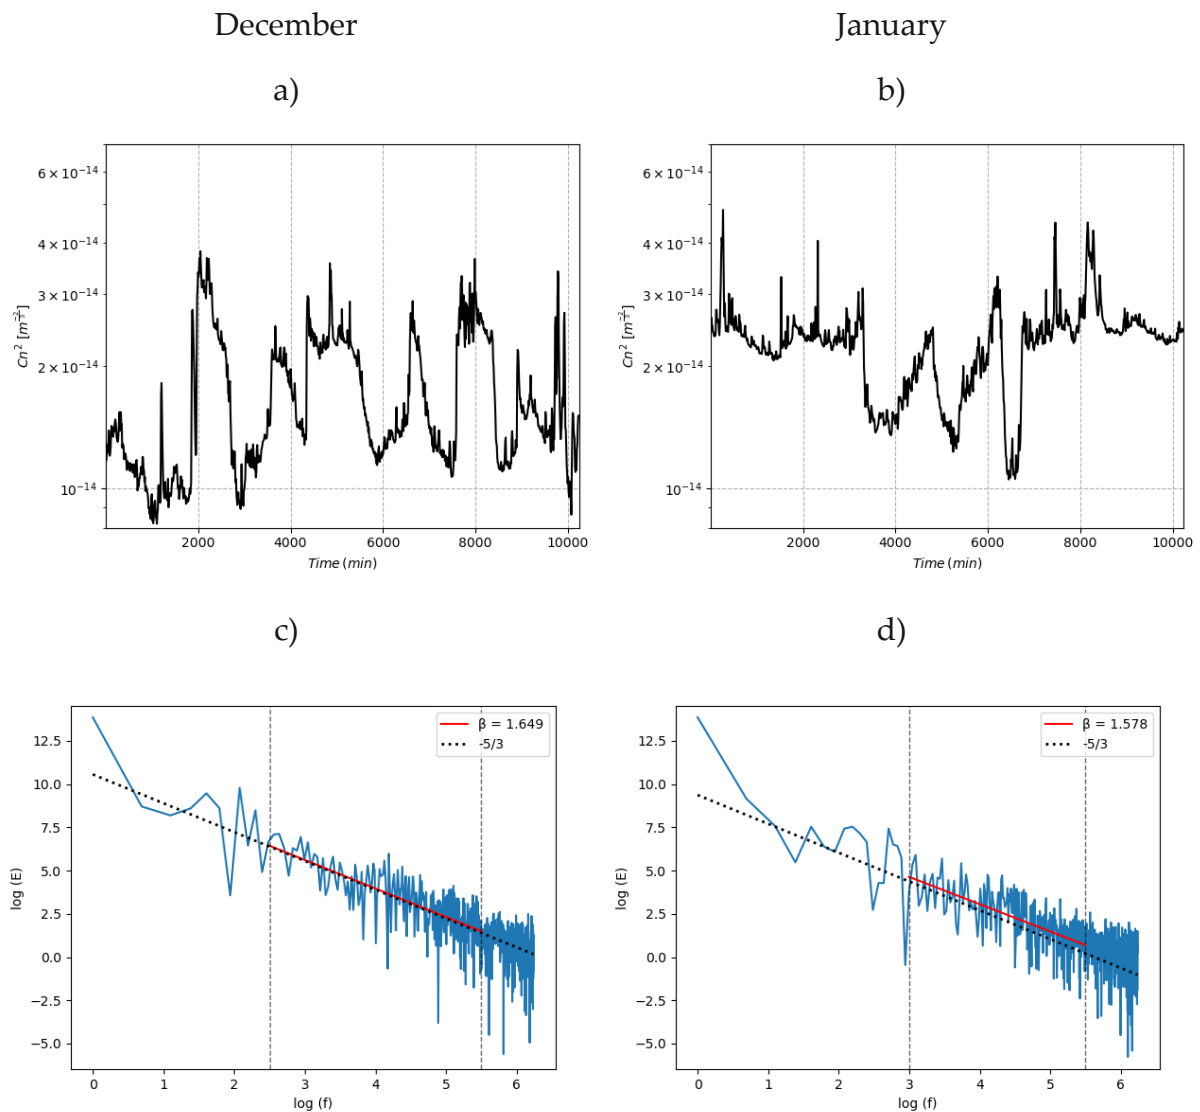 December January
a) b)
6 × 10⁻¹⁴ 6 × 10⁻¹⁴
4 × 10⁻¹⁴ 4 × 10⁻¹⁴
3 × 10⁻¹⁴ 3 × 10⁻¹⁴
Cn² [m^-2/3] Cn² [m^-2/3]
2 × 10⁻¹⁴ 2 × 10⁻¹⁴
10⁻¹⁴ 10⁻¹⁴
2000 4000 6000 8000 10000 2000 4000 6000 8000 10000
Time (min) Time (min)
c) d)
β = 1.649 β = 1.578
-5/3 -5/3
12.5 12.5
10.0 10.0
7.5 7.5
5.0 5.0
log (E) log (E)
2.5 2.5
0.0 0.0
−2.5 −2.5
−5.0 −5.0
0 1 2 3 4 5 6 0 1 2 3 4 5 6
log (f) log (f)